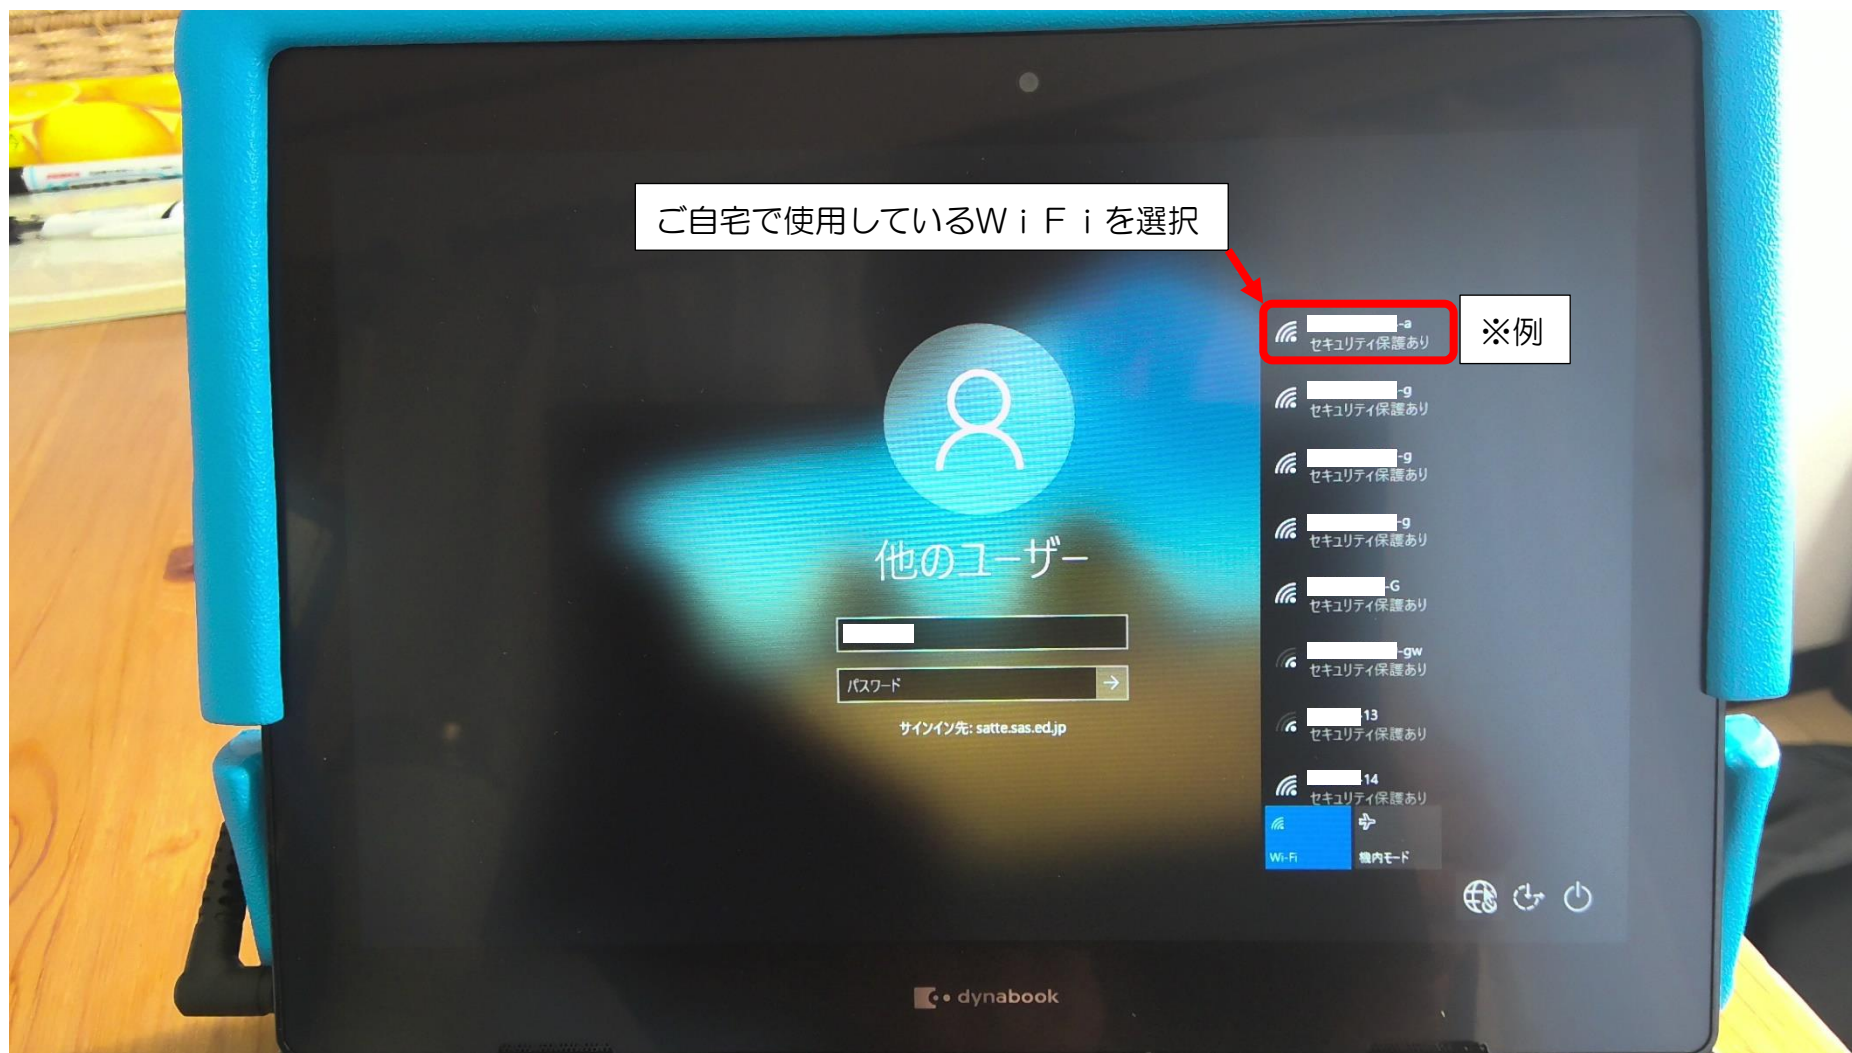 ご自宅で使用しているWiFiを選択
-a
セキュリティ保護あり
※例
-g
セキュリティ保護あり
-g
セキュリティ保護あり
-g
セキュリティ保護あり
-G
セキュリティ保護あり
-gw
セキュリティ保護あり
13
セキュリティ保護あり
14
セキュリティ保護あり
他のユーザー
パスワード
サインイン先: satte.sas.ed.jp
Wi-Fi
機内モード
dynabook